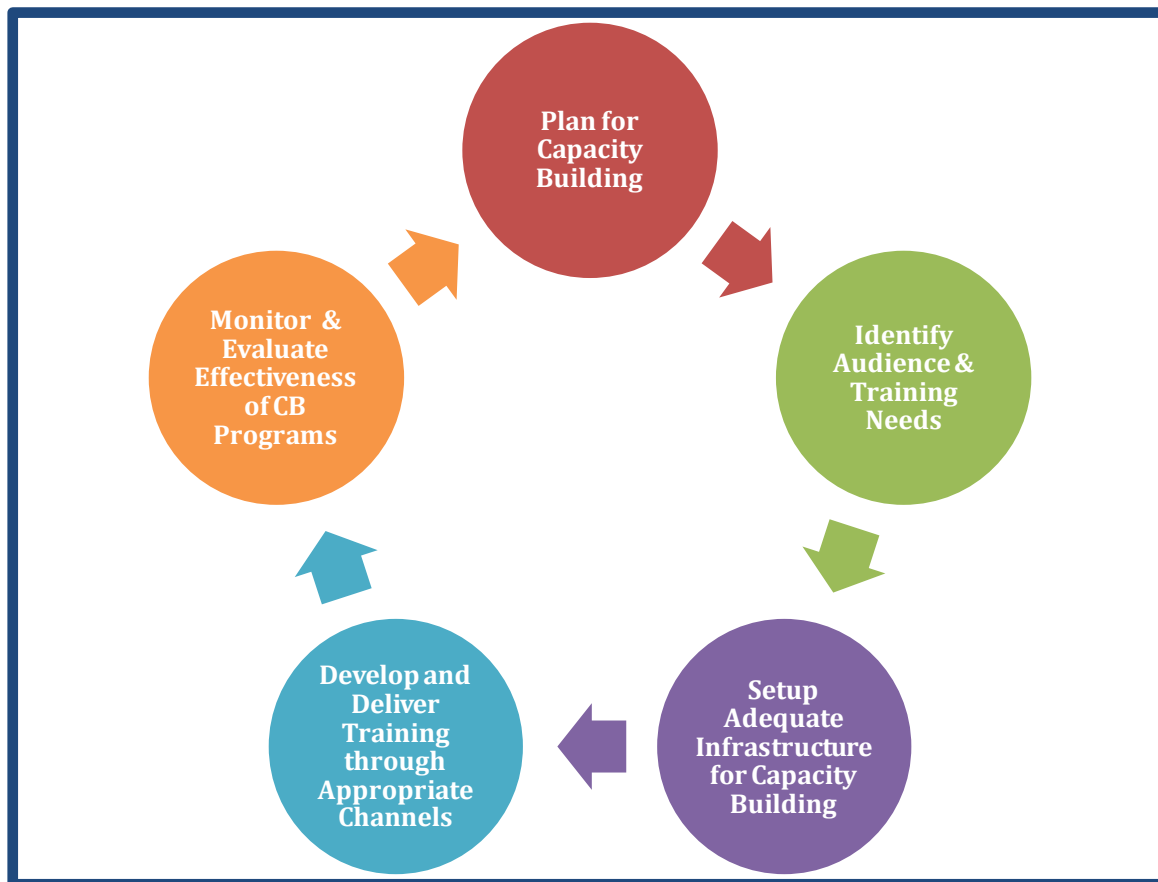 Plan for
Capacity
Building
Identify
Audience &
Training
Needs
Setup
Adequate
Infrastructure
for Capacity
Building
Develop and
Deliver
Training
through
Appropriate
Channels
Monitor &
Evaluate
Effectiveness
of CB
Programs